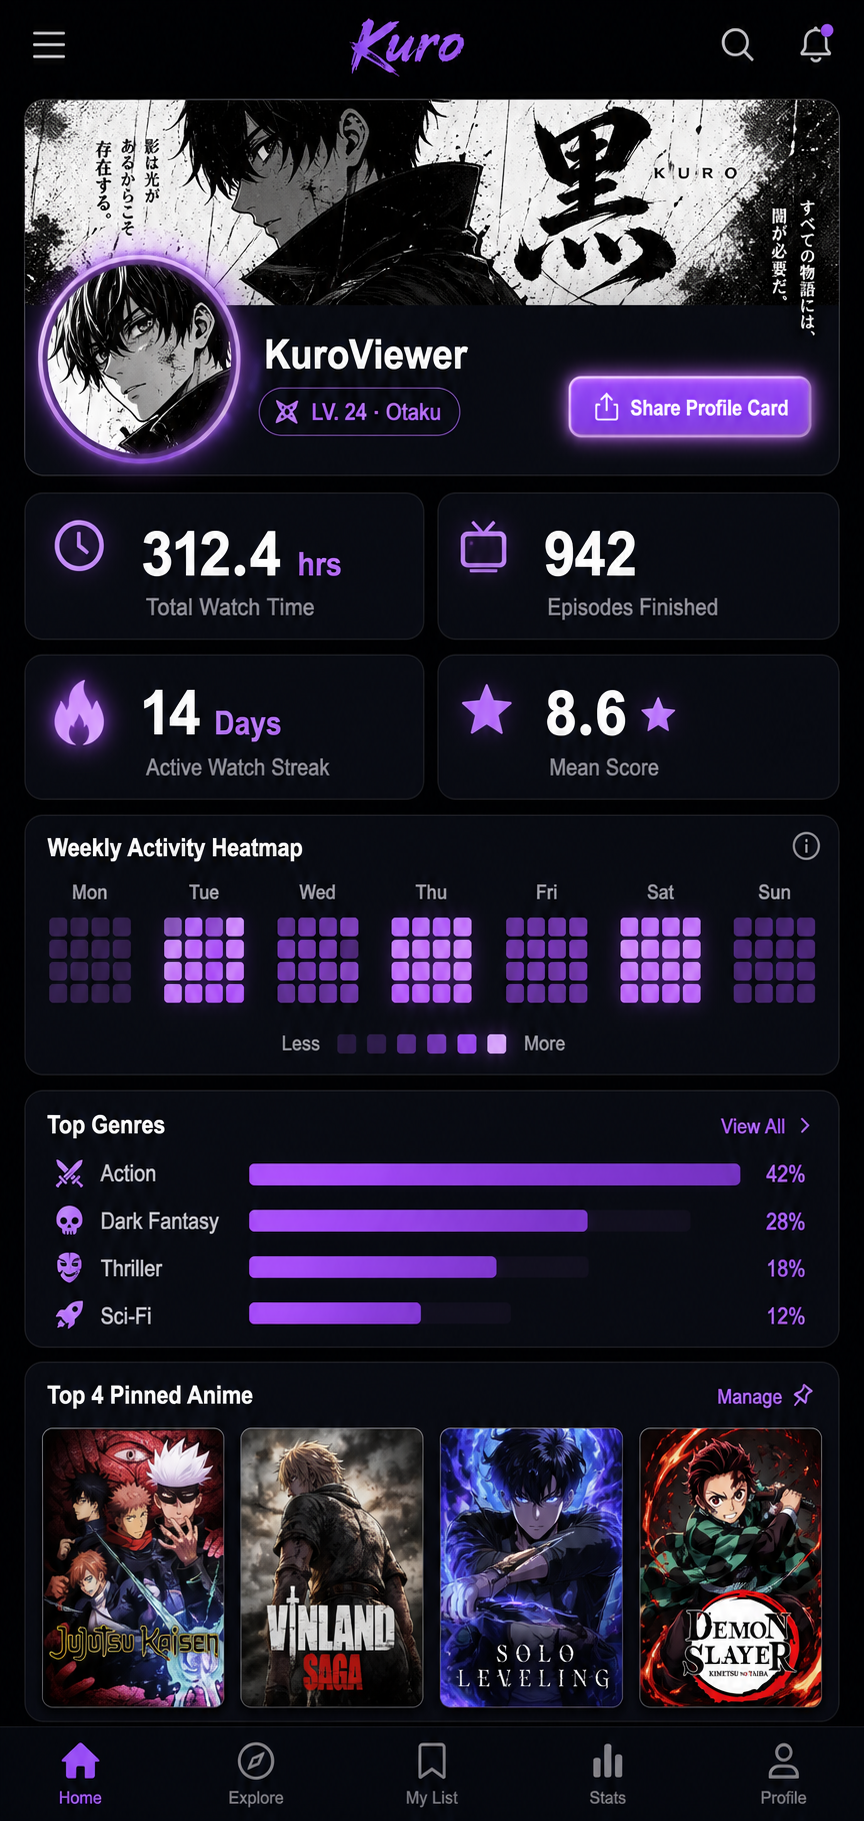 Kuro
影は光が
あるからこそ
存在する。
黒
KURO
すべての物語には、
闇が必要だ。
KuroViewer
LV. 24 · Otaku
Share Profile Card
312.4 hrs
Total Watch Time
942
Episodes Finished
14 Days
Active Watch Streak
8.6
Mean Score
Weekly Activity Heatmap
Mon Tue Wed Thu Fri Sat Sun
Less More
Top Genres
View All
Action 42%
Dark Fantasy 28%
Thriller 18%
Sci-Fi 12%
Top 4 Pinned Anime
Manage
JuJutsu Kaisen
VINLAND
SAGA
SOLO
LEVELING
DEMON
SLAYER
KIMETSU NO YAIBA
Home Explore My List Stats Profile